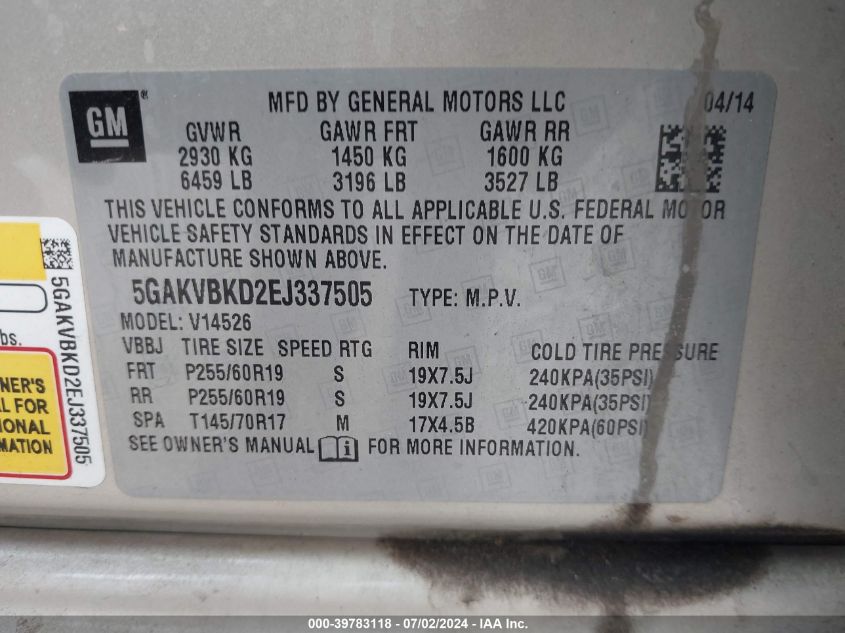 GM ®
MFD BY GENERAL MOTORS LLC 04/14
GVWR GAWR FRT GAWR RR
2930 KG 1450 KG 1600 KG
6459 LB 3196 LB 3527 LB
THIS VEHICLE CONFORMS TO ALL APPLICABLE U.S. FEDERAL MOTOR
VEHICLE SAFETY STANDARDS IN EFFECT ON THE DATE OF
MANUFACTURE SHOWN ABOVE.
5GAKVBKD2EJ337505 TYPE: M.P.V.
MODEL: V14526
VBBJ TIRE SIZE SPEED RTG RIM COLD TIRE PRESSURE
FRT P255/60R19 S 19X7.5J 240KPA(35PSI)
RR P255/60R19 S 19X7.5J 240KPA(35PSI)
SPA T145/70R17 M 17X4.5B 420KPA(60PSI)
SEE OWNER'S MANUAL FOR MORE INFORMATION.
5GAKVBKD2EJ337505
bs.
NER'S
L FOR
IONAL
MATION
000-39783118 - 07/02/2024 - IAA Inc.